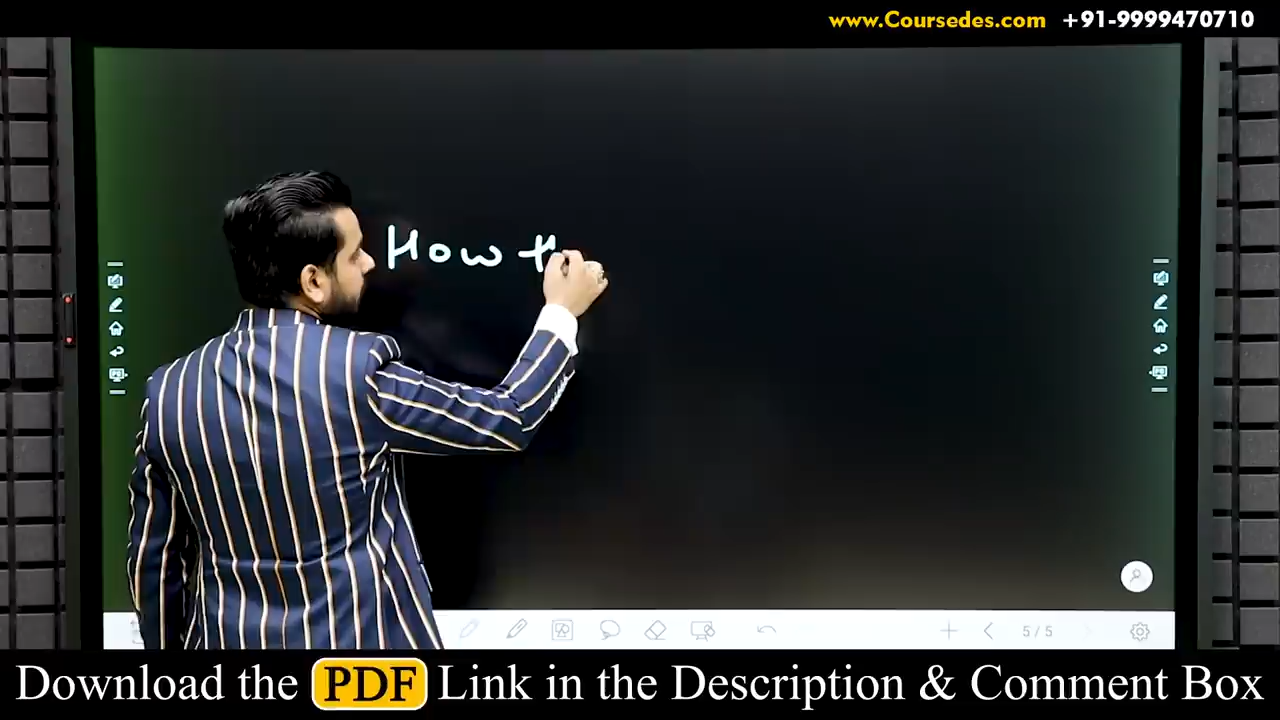 www.Coursedes.com +91-9999470710
How
5 / 5
Download the PDF Link in the Description & Comment Box